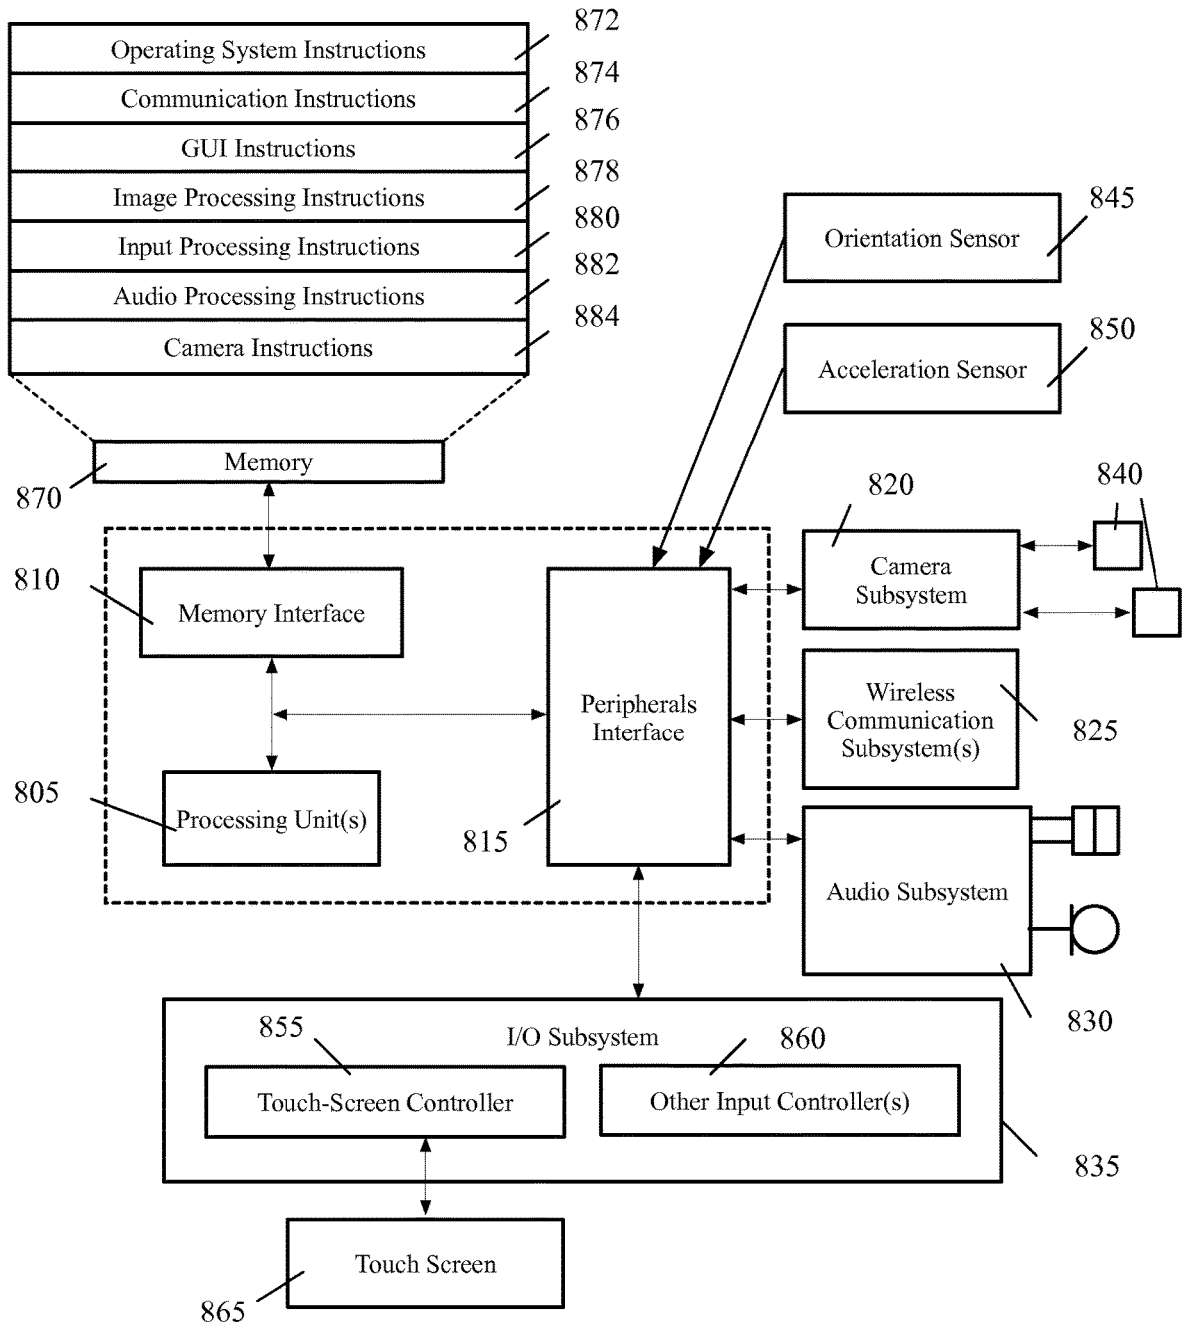 872
Operating System Instructions
874
Communication Instructions
876
GUI Instructions
878
Image Processing Instructions
880
Input Processing Instructions
882
Audio Processing Instructions
884
Camera Instructions
845
Orientation Sensor
850
Acceleration Sensor
Memory
870
820
840
Camera
Subsystem
810
Memory Interface
Peripherals
Interface
Wireless
Communication
Subsystem(s)
825
805
Processing Unit(s)
815
Audio Subsystem
830
855
I/O Subsystem
860
Touch-Screen Controller
Other Input Controller(s)
835
Touch Screen
865